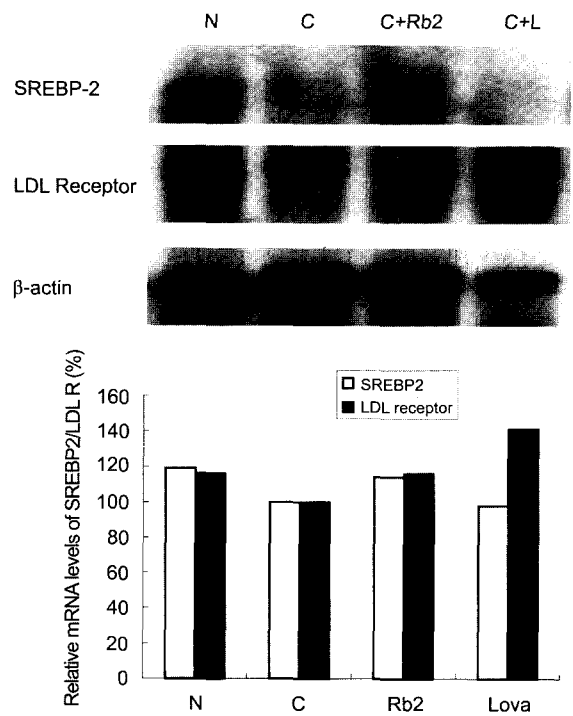 N C C+Rb2 C+L
SREBP-2
LDL Receptor
β-actin
Relative mRNA levels of SREBP2/LDL R (%)
SREBP2
LDL receptor
160
140
120
100
80
60
40
20
0
N C Rb2 Lova